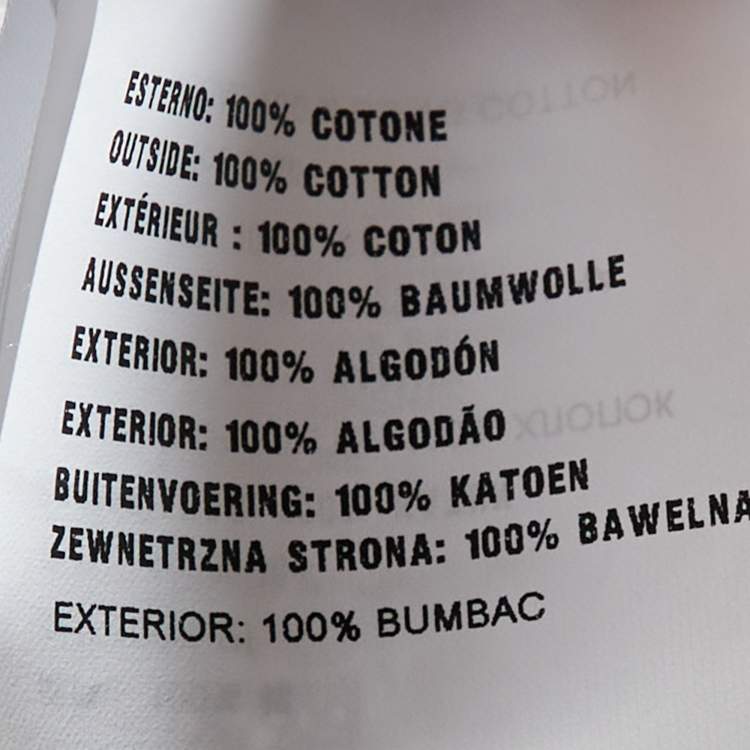 ESTERNO: 100% COTONE
OUTSIDE: 100% COTTON
EXTÉRIEUR : 100% COTON
AUSSENSEITE: 100% BAUMWOLLE
EXTERIOR: 100% ALGODÓN
EXTERIOR: 100% ALGODÃO
BUITENVOERING: 100% KATOEN
ZEWNETRZNA STRONA: 100% BAWELNA
EXTERIOR: 100% BUMBAC